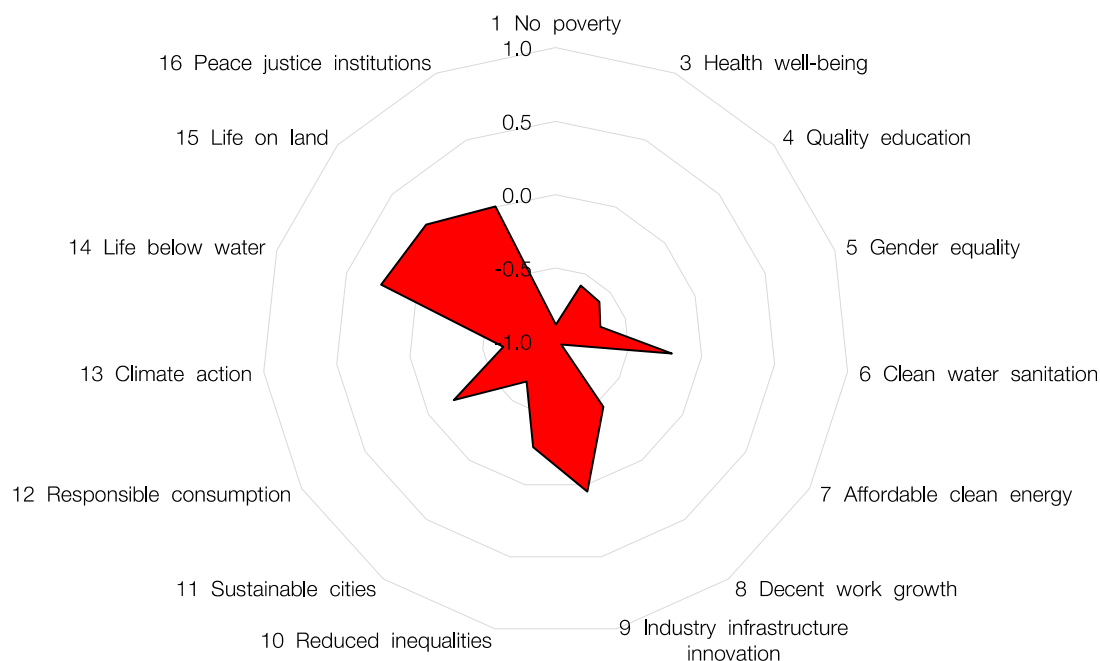 1 No poverty
1.0
16 Peace justice institutions
3 Health well-being
0.5
15 Life on land
4 Quality education
0.0
14 Life below water
5 Gender equality
-0.5
-1.0
13 Climate action
6 Clean water sanitation
12 Responsible consumption
7 Affordable clean energy
11 Sustainable cities
8 Decent work growth
10 Reduced inequalities
9 Industry infrastructure
innovation